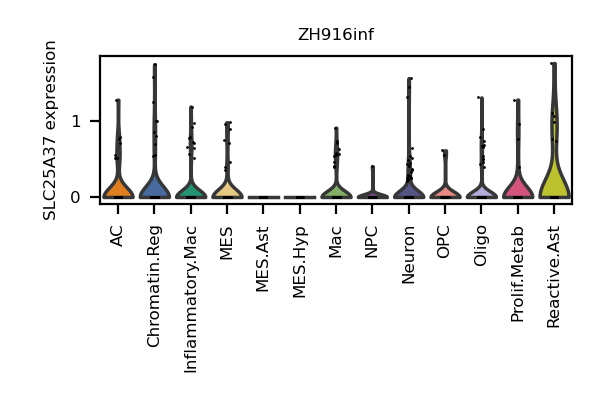 ZH916inf
SLC25A37 expression
1
0
AC
Chromatin.Reg
Inflammatory.Mac
MES
MES.Ast
MES.Hyp
Mac
NPC
Neuron
OPC
Oligo
Prolif.Metab
Reactive.Ast